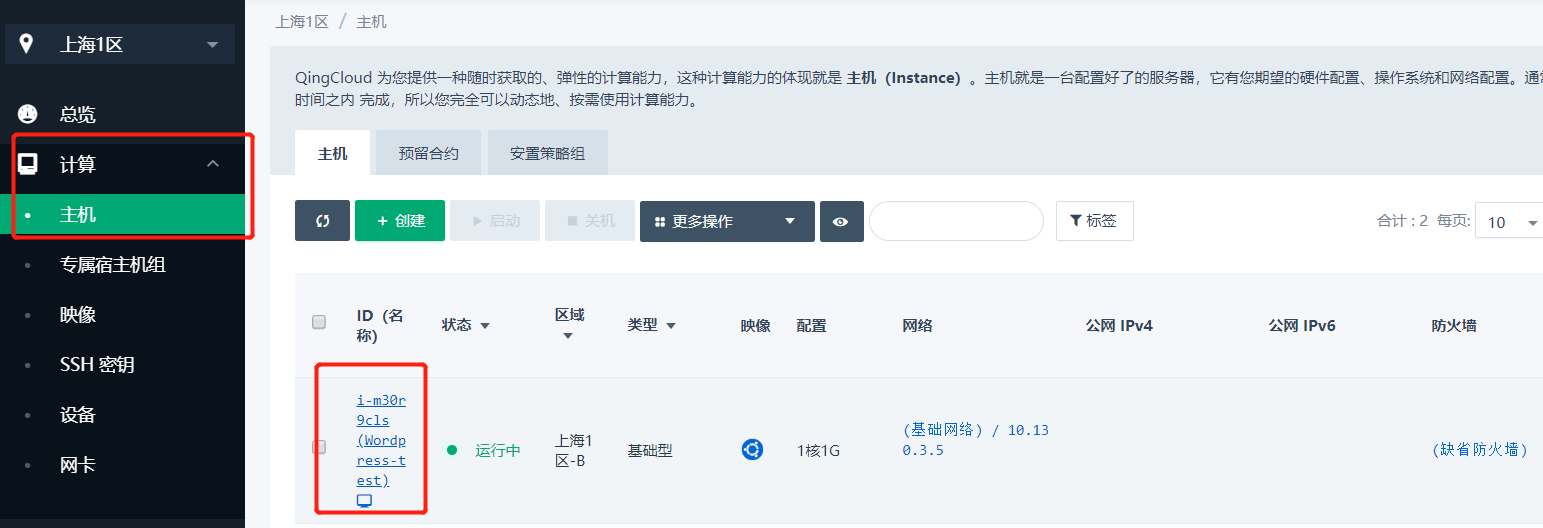 上海1区
总览
计算
主机
专属宿主机组
映像
SSH 密钥
设备
网卡
上海1区 / 主机
QingCloud 为您提供一种随时获取的、弹性的计算能力，这种计算能力的体现就是 主机（Instance）。主机就是一台配置好了的服务器，它有您期望的硬件配置、操作系统和网络配置。通常
时间之内 完成，所以您完全可以动态地、按需使用计算能力。
主机 预留合约 安置策略组
+ 创建 启动 关机 更多操作 标签 合计 : 2 每页: 10
ID（名
称） 状态 区域 类型 映像 配置 网络 公网 IPv4 公网 IPv6 防火墙
i-m30r
9cls
(Wordp
ress-t
est)
运行中
上海1
区-B
基础型
1核1G
(基础网络) / 10.13
0.3.5
(缺省防火墙)